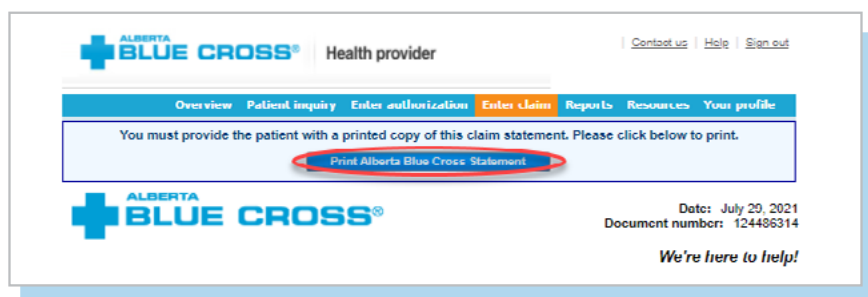 ALBERTA
BLUE CROSS® Health provider
Contact us | Help | Sign out
Overview Patient inquiry Enter authorization Enter claim Reports Resources Your profile
You must provide the patient with a printed copy of this claim statement. Please click below to print.
Print Alberta Blue Cross Statement
ALBERTA
BLUE CROSS®
Date: July 29, 2021
Document number: 124486314
We're here to help!